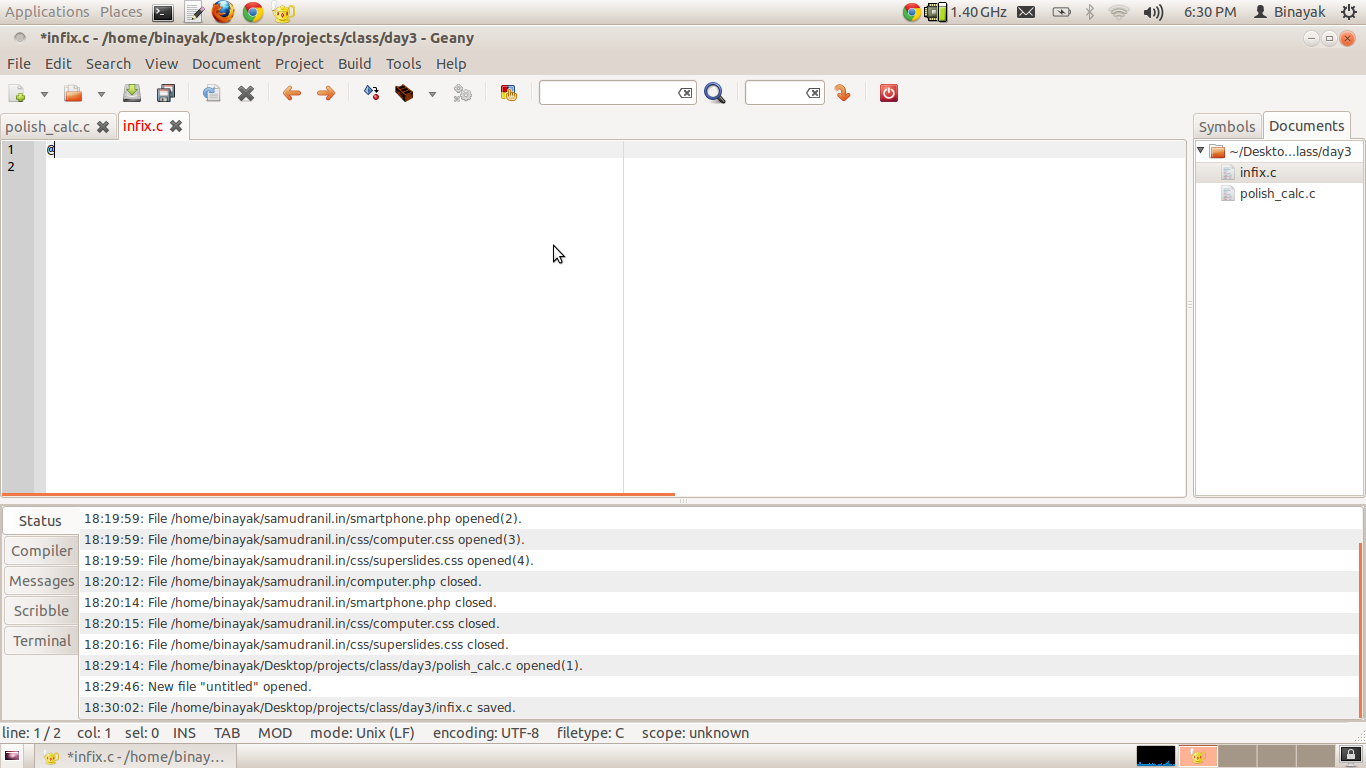 Applications Places 1.40 GHz 6:30 PM Binayak
*infix.c - /home/binayak/Desktop/projects/class/day3 - Geany
File Edit Search View Document Project Build Tools Help
polish_calc.c infix.c Symbols Documents
1 @
2
~/Deskto...lass/day3
infix.c
polish_calc.c
Status
Compiler
Messages
Scribble
Terminal
18:19:59: File /home/binayak/samudranil.in/smartphone.php opened(2).
18:19:59: File /home/binayak/samudranil.in/css/computer.css opened(3).
18:19:59: File /home/binayak/samudranil.in/css/superslides.css opened(4).
18:20:12: File /home/binayak/samudranil.in/computer.php closed.
18:20:14: File /home/binayak/samudranil.in/smartphone.php closed.
18:20:15: File /home/binayak/samudranil.in/css/computer.css closed.
18:20:16: File /home/binayak/samudranil.in/css/superslides.css closed.
18:29:14: File /home/binayak/Desktop/projects/class/day3/polish_calc.c opened(1).
18:29:46: New file "untitled" opened.
18:30:02: File /home/binayak/Desktop/projects/class/day3/infix.c saved.
line: 1 / 2 col: 1 sel: 0 INS TAB MOD mode: Unix (LF) encoding: UTF-8 filetype: C scope: unknown
*infix.c - /home/binay...